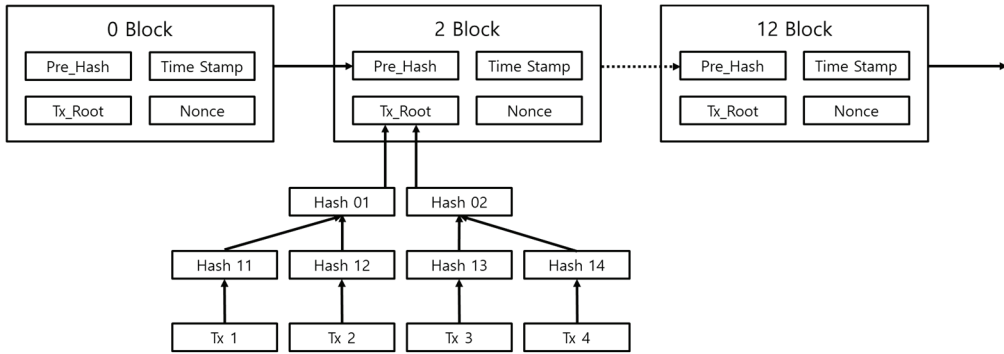 0 Block
Pre_Hash Time Stamp
Tx_Root Nonce
2 Block
Pre_Hash Time Stamp
Tx_Root Nonce
12 Block
Pre_Hash Time Stamp
Tx_Root Nonce
Hash 01 Hash 02
Hash 11 Hash 12 Hash 13 Hash 14
Tx 1 Tx 2 Tx 3 Tx 4